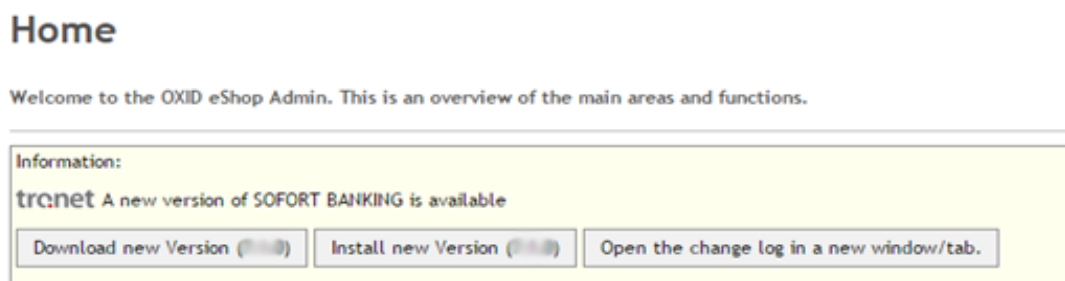 Home
Welcome to the OXID eShop Admin. This is an overview of the main areas and functions.
Information:
tronet A new version of SOFORT BANKING is available
Download new Version ( ) Install new Version ( ) Open the change log in a new window/tab.